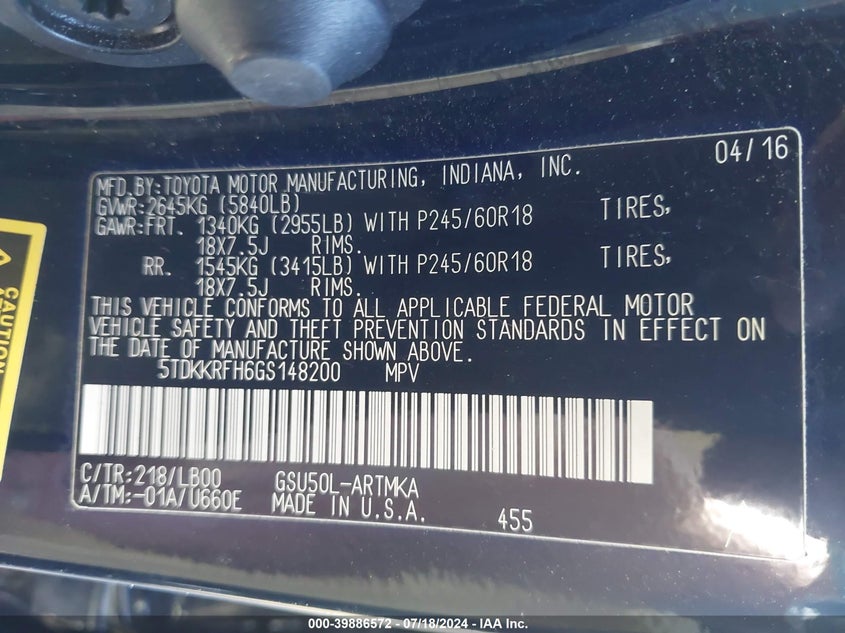 04/16
MFD.BY:TOYOTA MOTOR MANUFACTURING, INDIANA, INC.
GVWR:2645KG (5840LB)
GAWR:FRT. 1340KG (2955LB) WITH P245/60R18 TIRES,
18X7.5J RIMS.
RR. 1545KG (3415LB) WITH P245/60R18 TIRES,
18X7.5J RIMS.
THIS VEHICLE CONFORMS TO ALL APPLICABLE FEDERAL MOTOR
VEHICLE SAFETY AND THEFT PREVENTION STANDARDS IN EFFECT ON
THE DATE OF MANUFACTURE SHOWN ABOVE.
5TDKKRFH6GS148200 MPV
C/TR:218/LB00 GSU50L-ARTMKA
A/TM:-01A/U660E MADE IN U.S.A. 455
CAUTION
000-39886572 - 07/18/2024 - IAA Inc.